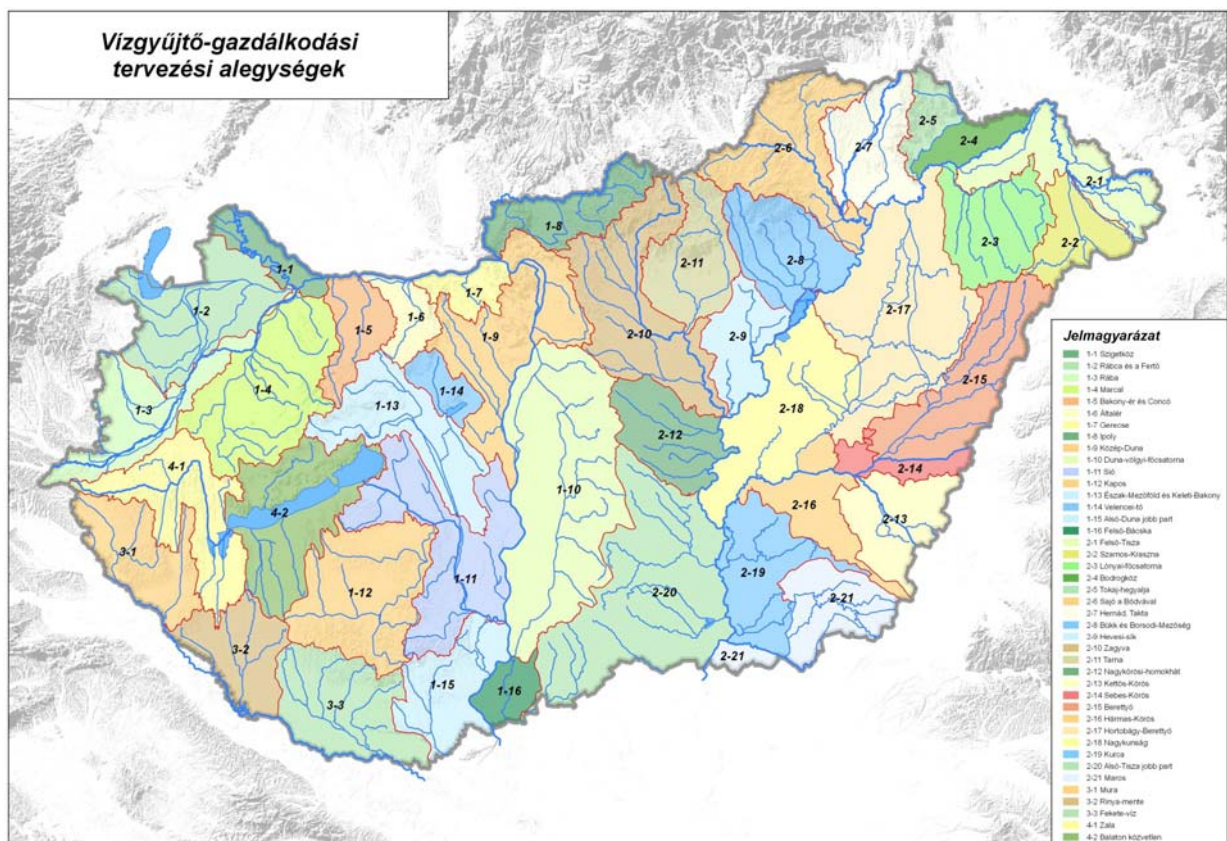 Vízgyűjtő-gazdálkodási
tervezési alegységek
2-5
2-4
2-6
2-7
2-1
1-8
2-3
2-2
2-11
2-8
1-1
1-7
1-2
2-17
1-5
1-6
1-9
2-10
2-9
1-4
2-15
1-3
1-14
1-13
2-18
2-12
4-1
2-14
1-10
2-16
4-2
2-13
3-1
1-12
1-11
2-19
2-20
2-21
3-2
2-21
1-15
1-16
3-3
Jelmagyarázat
1-1 Szigetköz
1-2 Rábca és a Fertő
1-3 Rába
1-4 Marcal
1-5 Bakony-ér és Concó
1-6 Általér
1-7 Gerecse
1-8 Ipoly
1-9 Közép-Duna
1-10 Duna-völgyi-főcsatorna
1-11 Sió
1-12 Kapos
1-13 Észak-Mezőföld és Keleti-Bakony
1-14 Velencei-tó
1-15 Alsó-Duna jobb part
1-16 Felső-Bácska
2-1 Felső-Tisza
2-2 Szamos-Kraszna
2-3 Lónyai-főcsatorna
2-4 Bodrogköz
2-5 Tokaj-hegyalja
2-6 Sajó a Bódvával
2-7 Hernád, Takta
2-8 Bükk és Borsodi-Mezőség
2-9 Hevesi-sík
2-10 Zagyva
2-11 Tarna
2-12 Nagykőrösi-homokhát
2-13 Kettős-Körös
2-14 Sebes-Körös
2-15 Berettyó
2-16 Hármas-Körös
2-17 Hortobágy-Berettyó
2-18 Nagykunság
2-19 Kurca
2-20 Alsó-Tisza jobb part
2-21 Maros
3-1 Mura
3-2 Rinya-mente
3-3 Fekete-víz
4-1 Zala
4-2 Balaton közvetlen